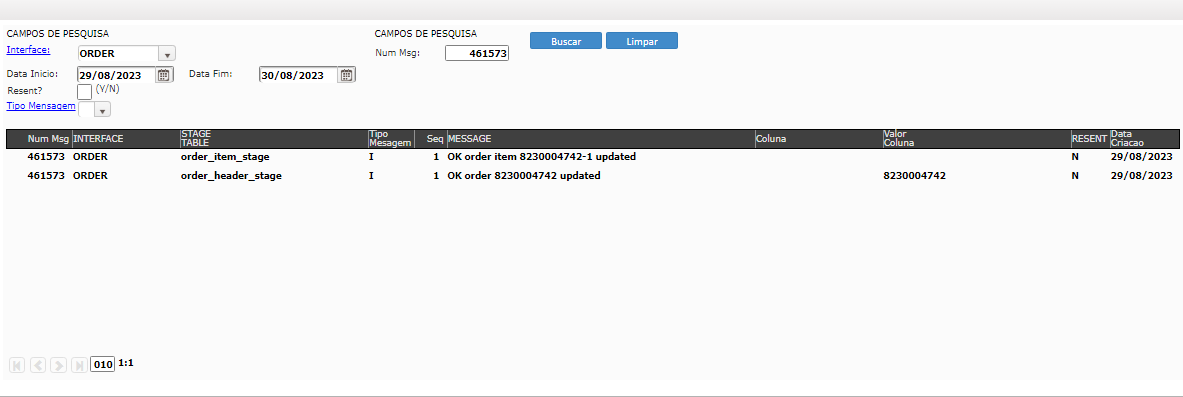 CAMPOS DE PESQUISA CAMPOS DE PESQUISA
Interface: ORDER Num Msg: 461573 Buscar Limpar
Data Inicio: 29/08/2023 Data Fim: 30/08/2023
Resent? (Y/N)
Tipo Mensagem
Num Msg INTERFACE STAGE TABLE Tipo Mesagem Seq MESSAGE Coluna Valor Coluna RESENT Data Criacao
461573 ORDER order_item_stage I 1 OK order item 8230004742-1 updated N 29/08/2023
461573 ORDER order_header_stage I 1 OK order 8230004742 updated 8230004742 N 29/08/2023
010 1:1